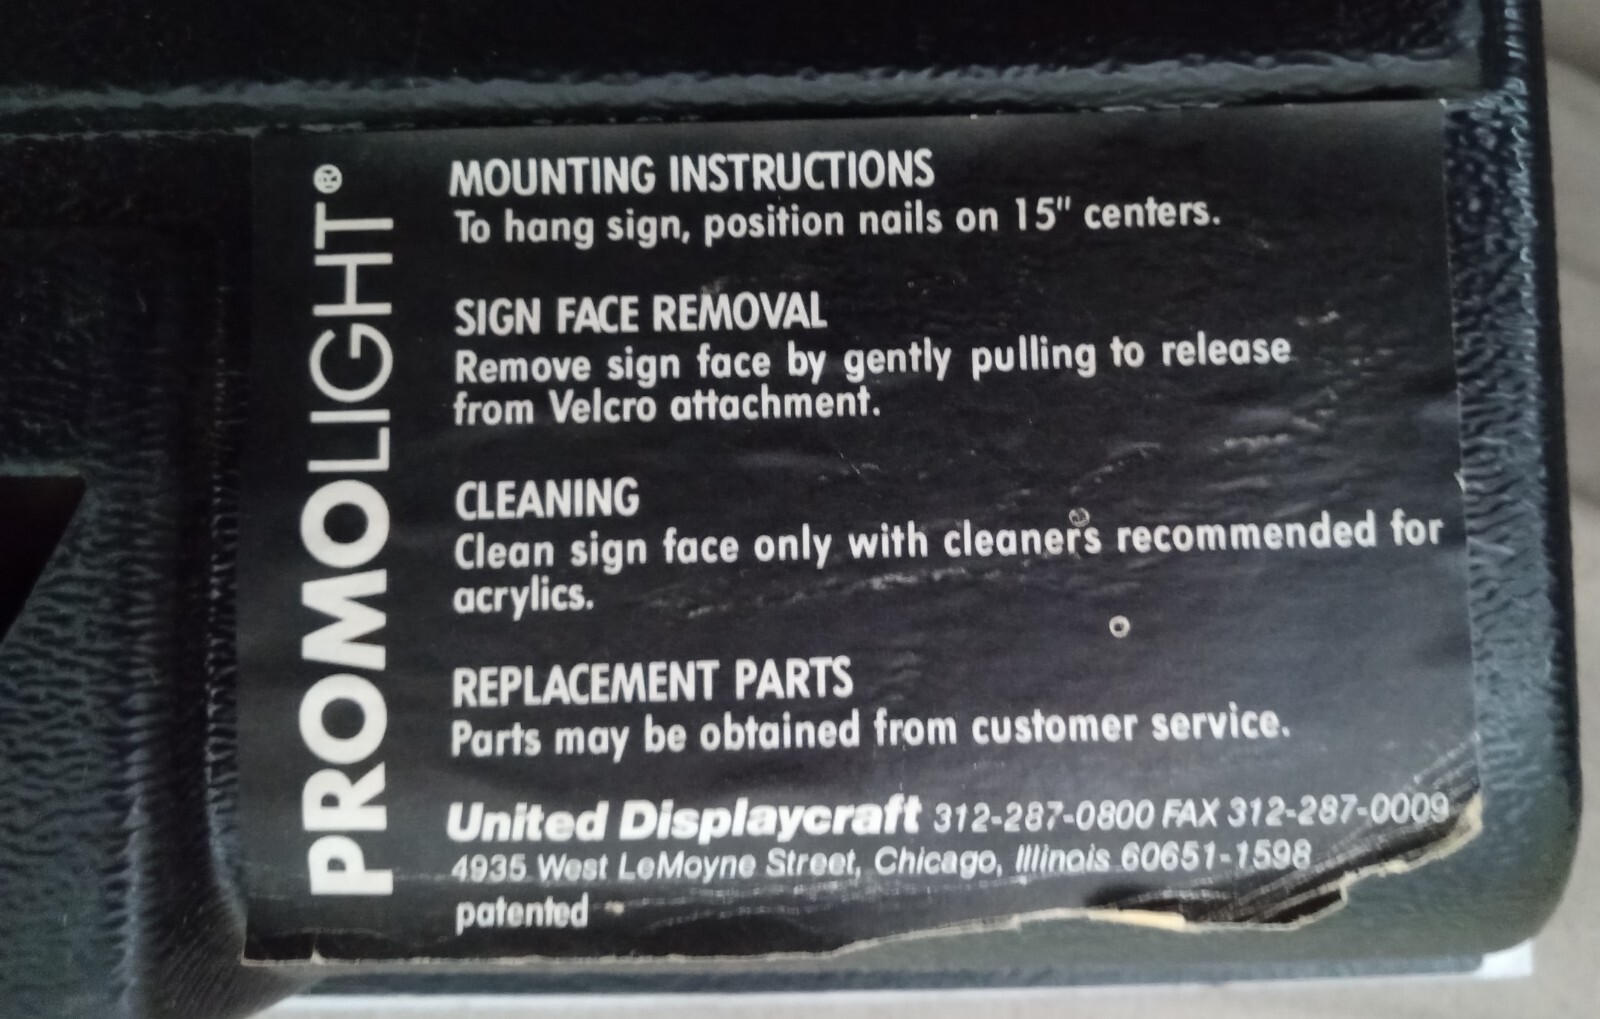 PROMOLIGHT®
MOUNTING INSTRUCTIONS
To hang sign, position nails on 15" centers.
SIGN FACE REMOVAL
Remove sign face by gently pulling to release
from Velcro attachment.
CLEANING
Clean sign face only with cleaners recommended for
acrylics.
REPLACEMENT PARTS
Parts may be obtained from customer service.
United Displaycraft 312-287-0800 FAX 312-287-0009
4935 West LeMoyne Street, Chicago, Illinois 60651-1598
patented